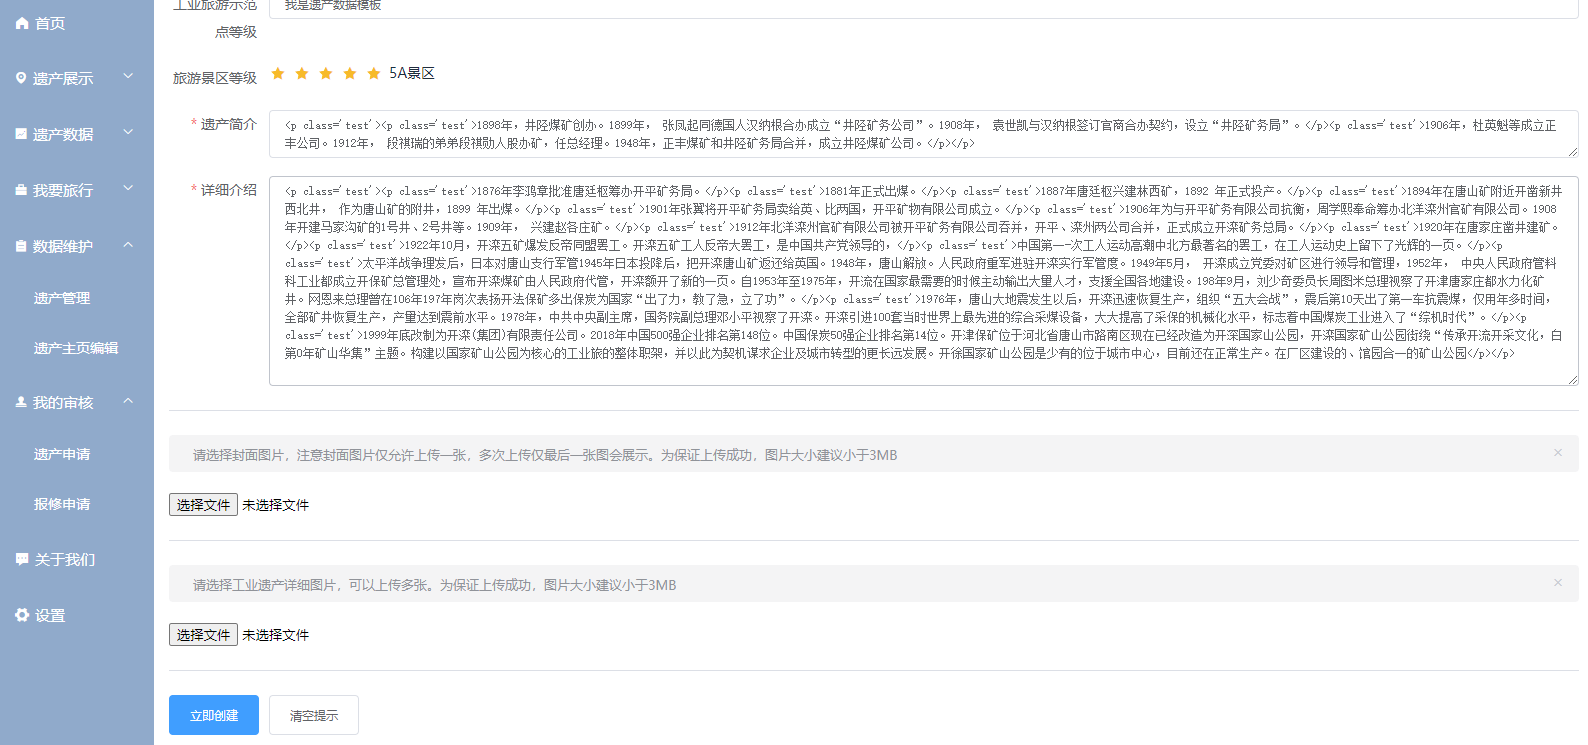 首页
遗产展示
遗产数据
我要旅行
数据维护
遗产管理
遗产主页编辑
我的审核
遗产申请
报修申请
关于我们
设置
工业旅游示范
点等级
我是遗产数据模板
旅游景区等级
5A景区
* 遗产简介
<p class='test'><p class='test'>1898年，井陉煤矿创办。1899年， 张凤起同德国人汉纳根合办成立“井陉矿务公司”。1908年， 袁世凯与汉纳根签订官商合办契约，设立“井陉矿务局”。</p><p class='test'>1906年，杜英魁等成立正
丰公司。1912年， 段祺瑞的弟弟段祺勋人股办矿，任总经理。1948年，正丰煤矿和井陉矿务局合并，成立井陉煤矿公司。</p></p>
* 详细介绍
<p class='test'><p class='test'>1876年李鸿章批准唐廷枢筹办开平矿务局。</p><p class='test'>1881年正式出煤。</p><p class='test'>1887年唐廷枢兴建林西矿，1892 年正式投产。</p><p class='test'>1894年在唐山矿附近开凿新井
西北井， 作为唐山矿的附井，1899 年出煤。</p><p class='test'>1901年张翼将开平矿务局卖给英、比两国，开平矿物有限公司成立。</p><p class='test'>1906年为与开平矿务有限公司抗衡，周学熙奉命筹办北洋滦州官矿有限公司。1908
年开建马家沟矿的1号井、2号井等。1909年， 兴建赵各庄矿。</p><p class='test'>1912年北洋滦州官矿有限公司被开平矿务有限公司吞并，开平、滦州两公司合并，正式成立开滦矿务总局。</p><p class='test'>1920年在唐家庄凿井建矿。
</p><p class='test'>1922年10月，开滦五矿爆发反帝同盟罢工。开滦五矿工人反帝大罢工，是中国共产党领导的，</p><p class='test'>中国第一-次工人运动高潮中北方最著名的罢工，在工人运动史上留下了光辉的一页。</p><p
class='test'>太平洋战争理发后，日本对唐山支行军管1945年日本投降后，把开滦唐山矿返还给英国。1948年，唐山解放。人民政府重军进驻开滦实行军管度。1949年5月， 开滦成立党委对矿区进行领导和管理，1952年， 中央人民政府管料
科工业都成立开保矿总管理处，宣布开滦煤矿由人民政府代管，开滦额开了新的一页。自1953年至1975年，开流在国家最需要的时候主动输出大量人才，支援全国各地建设。198年9月，刘少奇委员长周图米总理视察了开津唐家庄都水力化矿
井。网恩来总理曾在106年197年岗次表扬开法保矿多出保炭为国家“出了力，教了急，立了功”。</p><p class='test'>1976年，唐山大地震发生以后，开滦迅速恢复生产，组织“五大会战”，震后第10天出了第一车抗震煤，仅用年多时间，
全部矿井恢复生产，产量达到震前水平。1978年，中共中央副主席，国务院副总理邓小平视察了开滦。开滦引进100套当时世界上最先进的综合采煤设备，大大提高了采保的机械化水平，标志着中国煤炭工业进入了“综机时代”。</p><p
class='test'>1999年底改制为开滦(集团)有限责任公司。2018年中国500强企业排名第148位。中国保炭50强企业排名第14位。开津保矿位于河北省唐山市路南区现在已经改造为开深国家山公园，开滦国家矿山公园街绕“传承开流开采文化，白
第0年矿山华集”主题。构建以国家矿山公园为核心的工业旅的整体职架，并以此为契机谋求企业及城市转型的更长远发展。开徐国家矿山公园是少有的位于城市中心，目前还在正常生产。在厂区建设的、馆园合一的矿山公园</p></p>
请选择封面图片，注意封面图片仅允许上传一张，多次上传仅最后一张图会展示。为保证上传成功，图片大小建议小于3MB
选择文件 未选择文件
请选择工业遗产详细图片，可以上传多张。为保证上传成功，图片大小建议小于3MB
选择文件 未选择文件
立即创建
清空提示